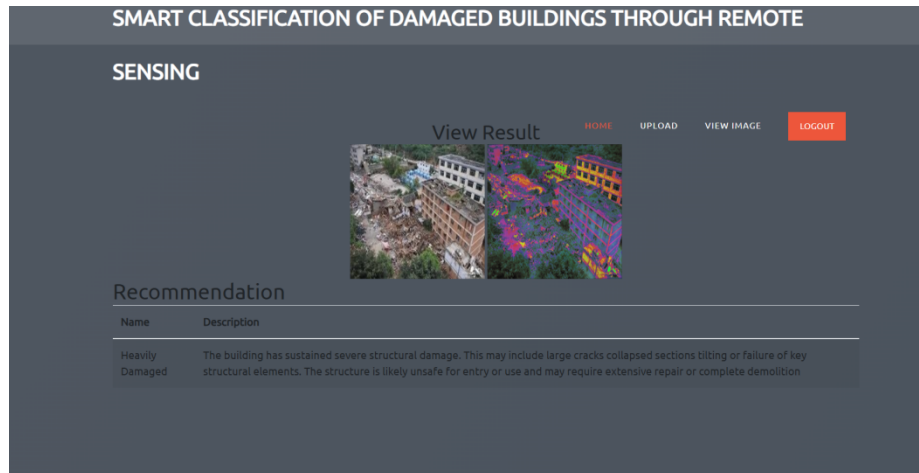 SMART CLASSIFICATION OF DAMAGED BUILDINGS THROUGH REMOTE
SENSING
HOME UPLOAD VIEW IMAGE LOGOUT
View Result
Recommendation
Name Description
Heavily
Damaged
The building has sustained severe structural damage. This may include large cracks collapsed sections tilting or failure of key
structural elements. The structure is likely unsafe for entry or use and may require extensive repair or complete demolition